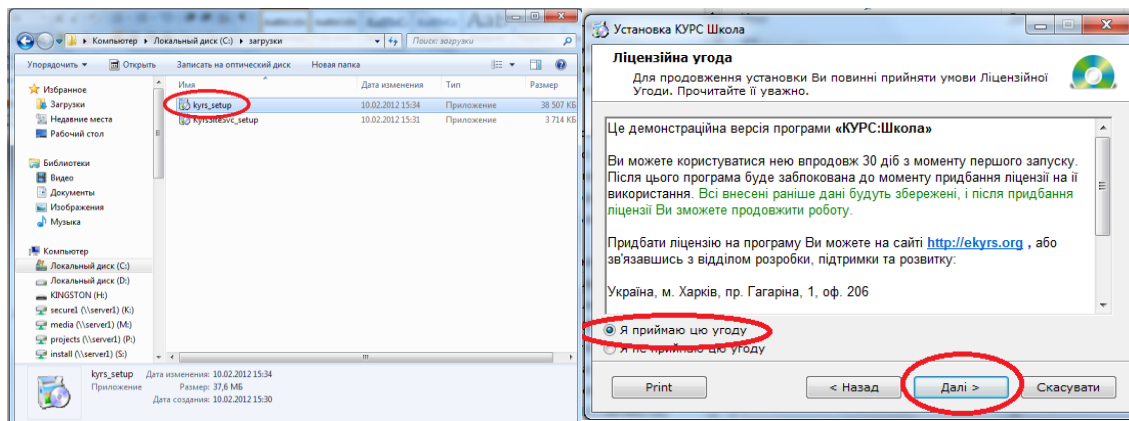 Компьютер ▸ Локальный диск (C:) ▸ загрузки
Поиск: загрузки
Упорядочить
Открыть
Записать на оптический диск
Новая папка
Избранное
Загрузки
Недавние места
Рабочий стол
Библиотеки
Видео
Документы
Изображения
Музыка
Компьютер
Локальный диск (C:)
Локальный диск (D:)
KINGSTON (H:)
secure1 (\\server1) (K:)
media (\\server1) (M:)
projects (\\server1) (P:)
install (\\server1) (S:)
Имя Дата изменения Тип Размер
kyrs_setup 10.02.2012 15:34 Приложение 38 507 КБ
KyrsSiteSvc_setup 10.02.2012 15:31 Приложение 3 714 КБ
kyrs_setup Дата изменения: 10.02.2012 15:34
Приложение Размер: 37,6 МБ
Дата создания: 10.02.2012 15:30
Установка КУРС Школа
Ліцензійна угода
Для продовження установки Ви повинні прийняти умови Ліцензійної
Угоди. Прочитайте її уважно.
Це демонстраційна версія програми «КУРС:Школа»
Ви можете користуватися нею впродовж 30 діб з моменту першого запуску.
Після цього програма буде заблокована до моменту придбання ліцензії на її
використання. Всі внесені раніше дані будуть збережені, і після придбання
ліцензії Ви зможете продовжити роботу.
Придбати ліцензію на програму Ви можете на сайті http://ekyrs.org , або
зв'язавшись з відділом розробки, підтримки та розвитку:
Україна, м. Харків, пр. Гагаріна, 1, оф. 206
Я приймаю цю угоду
Я не приймаю цю угоду
Print
< Назад
Далі >
Скасувати